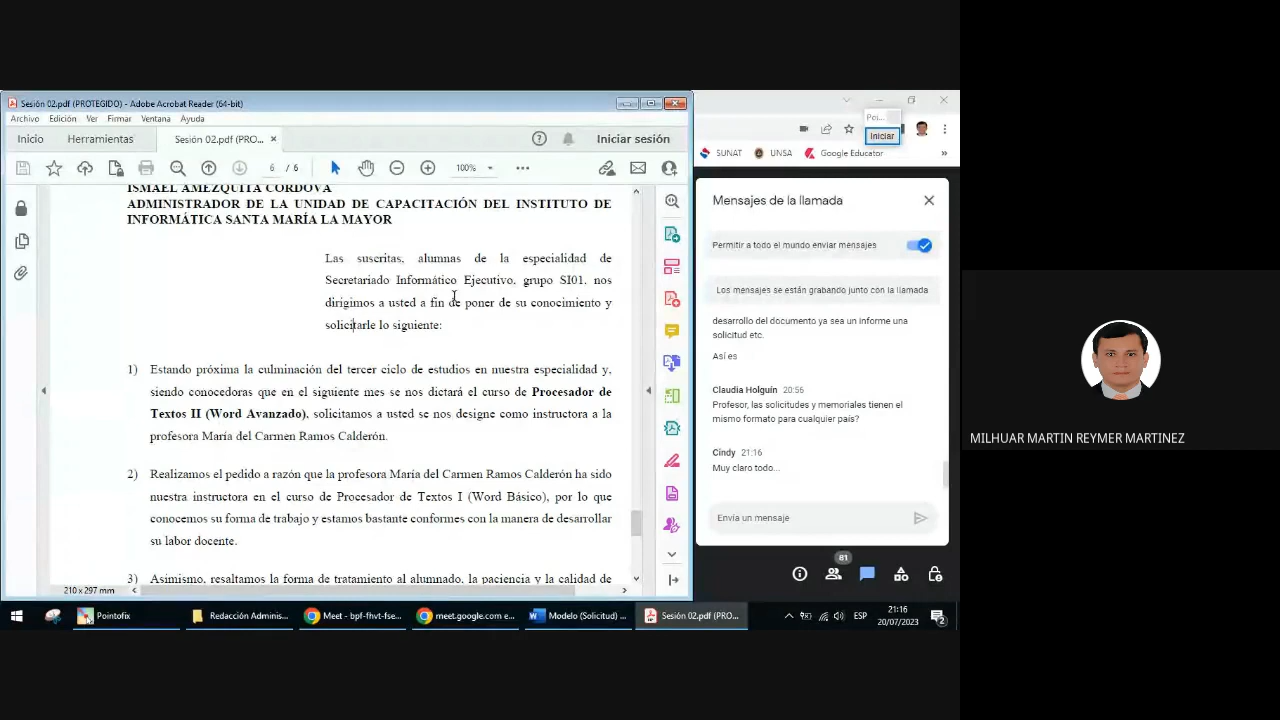 Sesión 02.pdf (PROTEGIDO) - Adobe Acrobat Reader (64-bit)
Archivo Edición Ver Firmar Ventana Ayuda
Inicio Herramientas Sesión 02.pdf (PRO... × Iniciar sesión
6 / 6 100%
ISMAEL AMEZQUITA CORDOVA
ADMINISTRADOR DE LA UNIDAD DE CAPACITACIÓN DEL INSTITUTO DE
INFORMÁTICA SANTA MARÍA LA MAYOR
Las suscritas, alumnas de la especialidad de
Secretariado Informático Ejecutivo, grupo SI01, nos
dirigimos a usted a fin de poner de su conocimiento y
solicitarle lo siguiente:
1) Estando próxima la culminación del tercer ciclo de estudios en nuestra especialidad y,
siendo conocedoras que en el siguiente mes se nos dictará el curso de Procesador de
Textos II (Word Avanzado), solicitamos a usted se nos designe como instructora a la
profesora María del Carmen Ramos Calderón.
2) Realizamos el pedido a razón que la profesora María del Carmen Ramos Calderón ha sido
nuestra instructora en el curso de Procesador de Textos I (Word Básico), por lo que
conocemos su forma de trabajo y estamos bastante conformes con la manera de desarrollar
su labor docente.
3) Asimismo, resaltamos la forma de tratamiento al alumnado, la paciencia y la calidad de
210 x 297 mm
Poi...
Iniciar
SUNAT UNSA Google Educator »
Mensajes de la llamada
Permitir a todo el mundo enviar mensajes
Los mensajes se están grabando junto con la llamada
desarrollo del documento ya sea un informe una
solicitud etc.
Así es
Claudia Holguín 20:56
Profesor, las solicitudes y memoriales tienen el
mismo formato para cualquier país?
Cindy 21:16
Muy claro todo...
Envía un mensaje
81
MILHUAR MARTIN REYMER MARTINEZ
Pointofix Redacción Adminis... Meet - bpf-fhvt-fse... meet.google.com e... Modelo (Solicitud) ... Sesión 02.pdf (PRO... ESP 21:16
20/07/2023 2